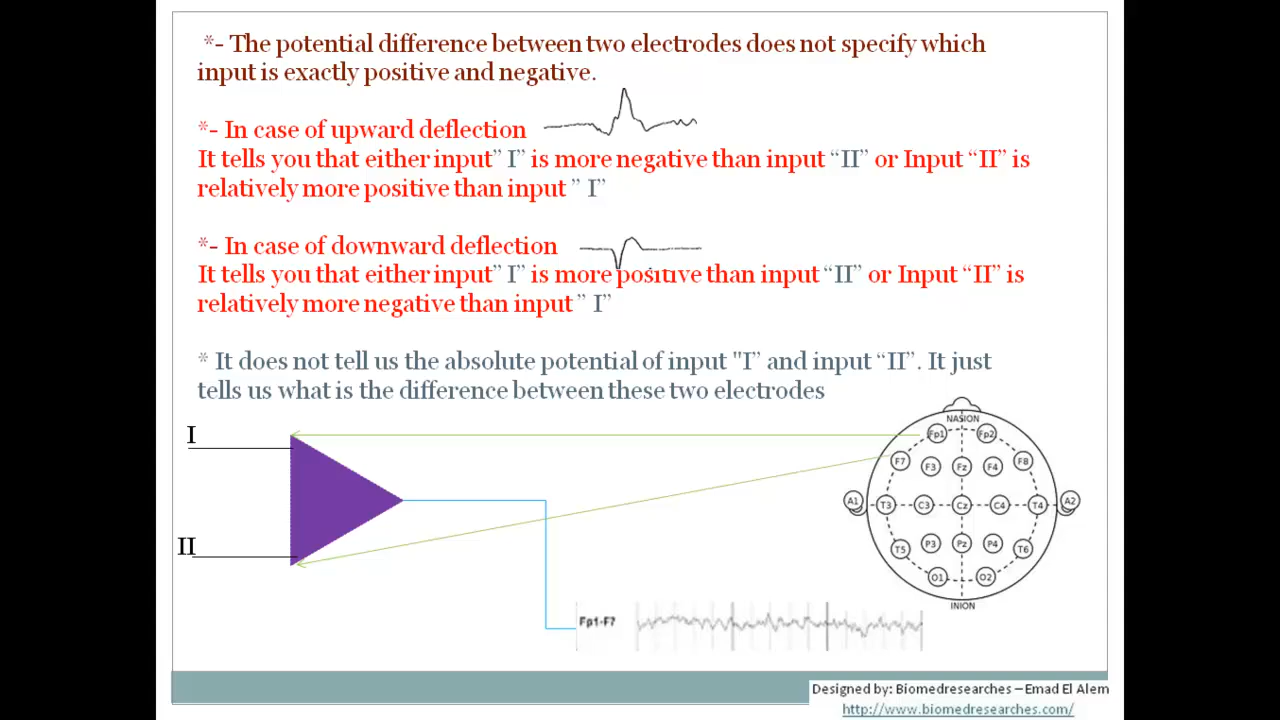 *- The potential difference between two electrodes does not specify which
input is exactly positive and negative.
*- In case of upward deflection
It tells you that either input” I” is more negative than input “II” or Input “II” is
relatively more positive than input ” I”
*- In case of downward deflection
It tells you that either input” I” is more positive than input “II” or Input “II” is
relatively more negative than input ” I”
* It does not tell us the absolute potential of input "I” and input “II”. It just
tells us what is the difference between these two electrodes
I
II
NASION
Fp1 Fp2
F7 F3 Fz F4 F8
A1 T3 C3 Cz C4 T4 A2
T5 P3 Pz P4 T6
O1 O2
INION
Fp1-F7
Designed by: Biomedresearches – Emad El Alem
http://www.biomedresearches.com/